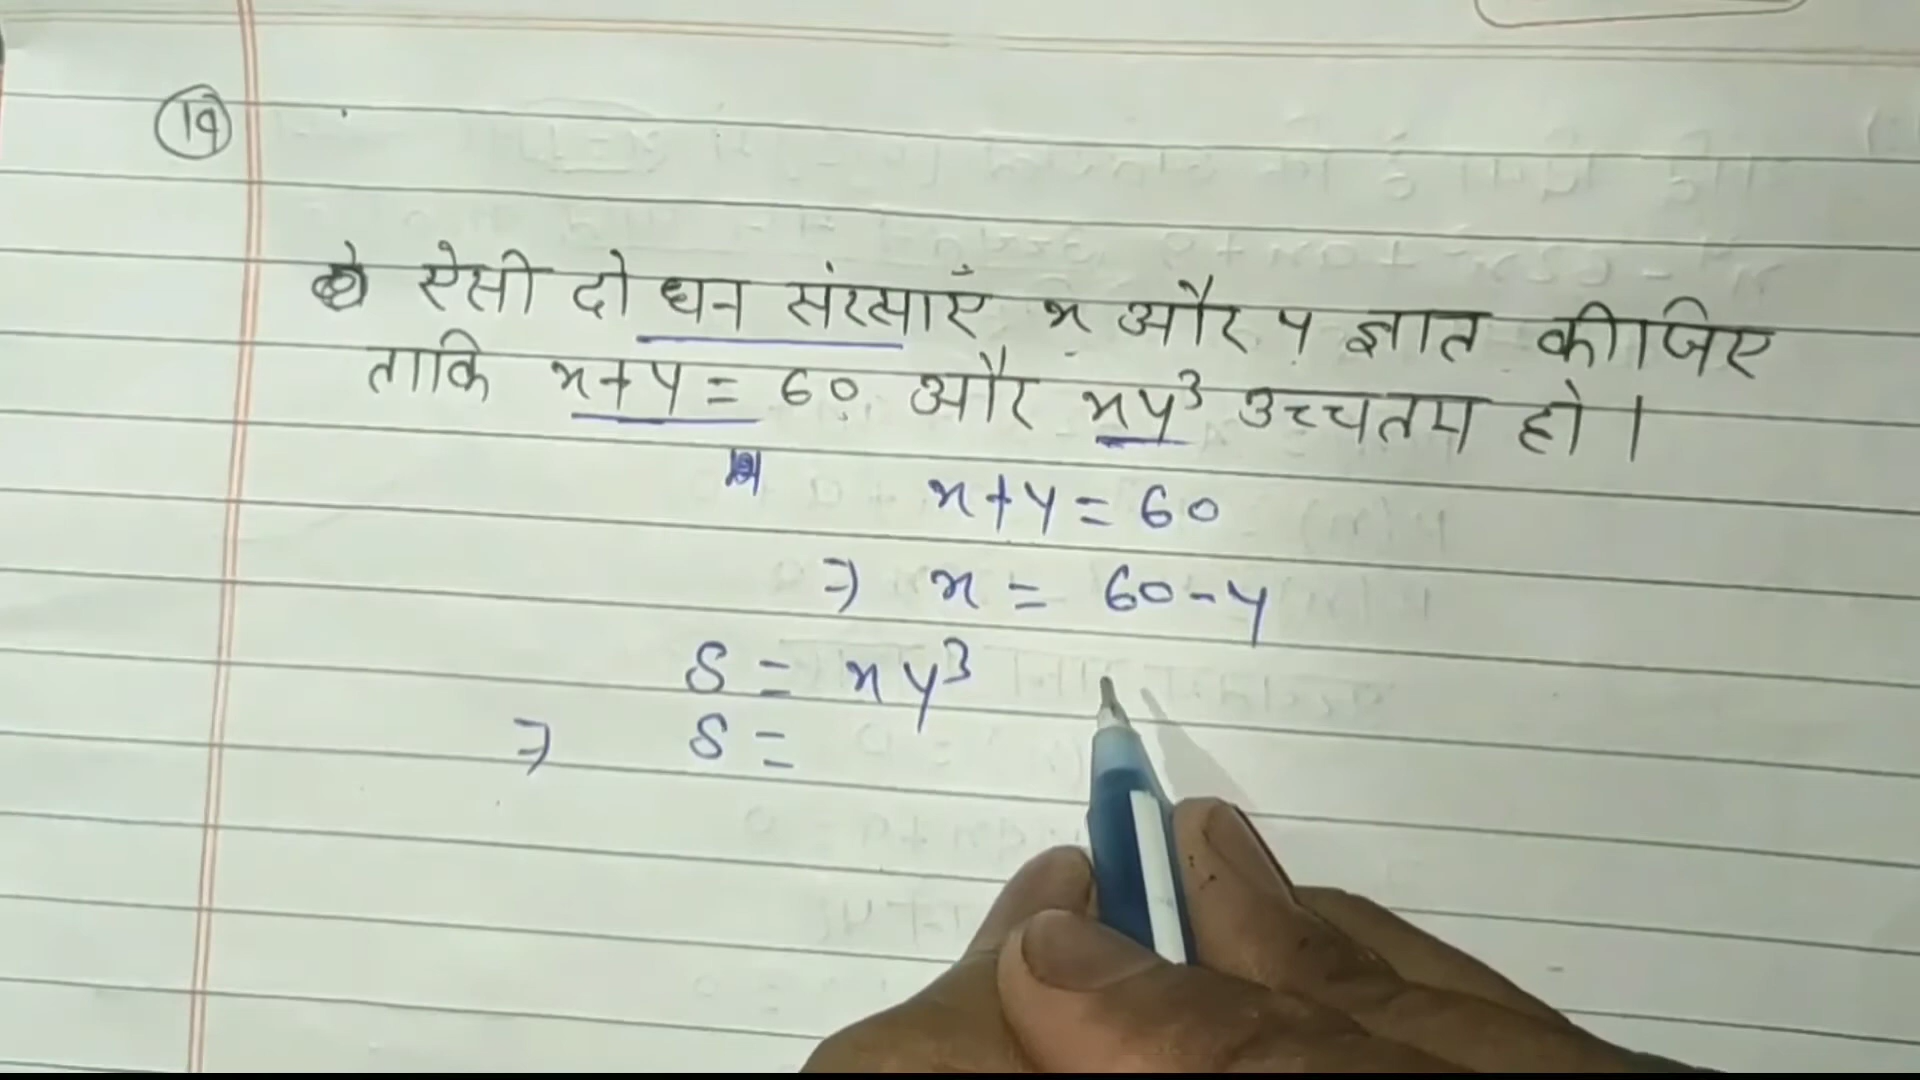 19
ऐसी दो धन संख्याएँ x और y ज्ञात कीजिए
ताकि x+y = 60 और xy³ उच्चतम हो।
x+y = 60
⇒ x = 60-y
S = xy³
⇒ S =